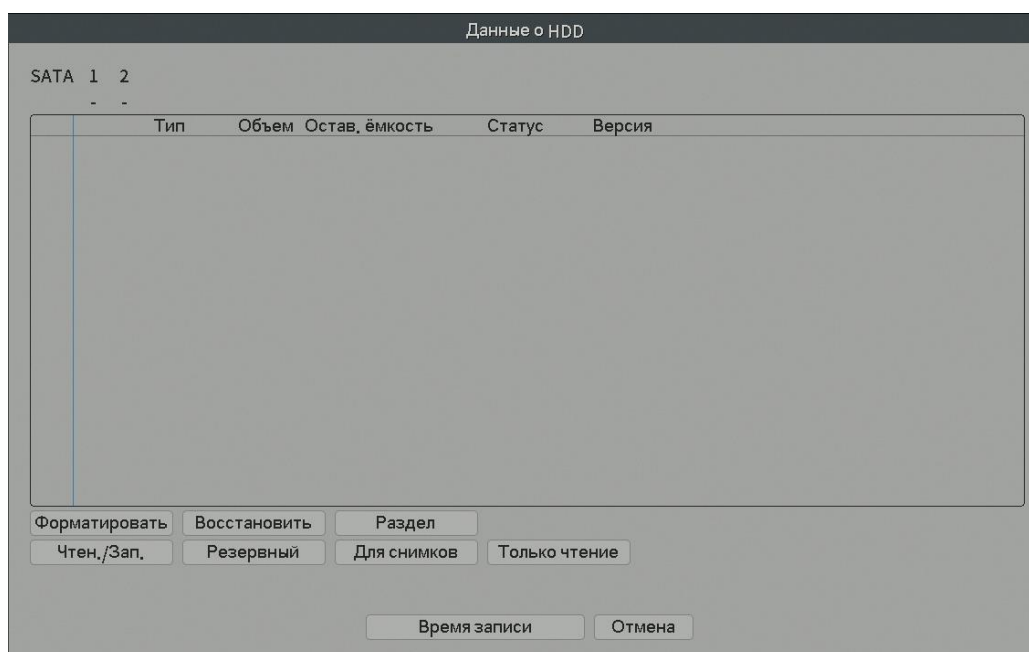 Данные о HDD
SATA 1 2
- -
Тип Объем Остав. ёмкость Статус Версия
Форматировать Восстановить Раздел
Чтен./Зап. Резервный Для снимков Только чтение
Время записи Отмена